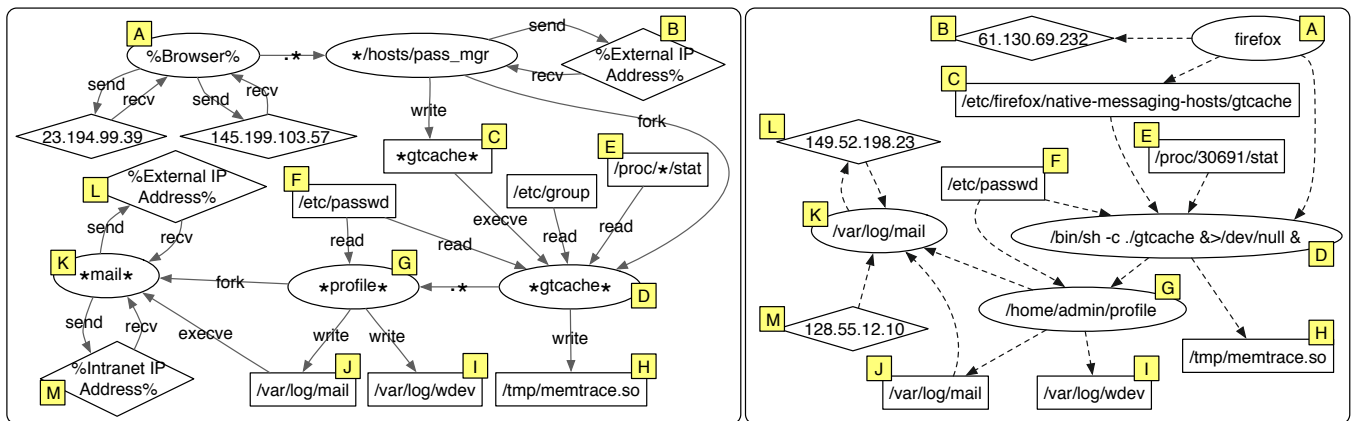 A
%Browser%
.*
*/hosts/pass_mgr
send
recv
B
%External IP
Address%
send
recv
send
recv
write
fork
23.194.99.39
145.199.103.57
C
*gtcache*
E
/proc/*/stat
L
%External IP
Address%
F
/etc/passwd
/etc/group
execve
send
recv
read
read
read
read
K
*mail*
fork
G
*profile*
.*
*gtcache*
D
send
recv
execve
write
write
write
M
%Intranet IP
Address%
J
/var/log/mail
I
/var/log/wdev
H
/tmp/memtrace.so
B
61.130.69.232
A
firefox
C
/etc/firefox/native-messaging-hosts/gtcache
L
149.52.198.23
E
/proc/30691/stat
F
/etc/passwd
K
/var/log/mail
/bin/sh -c ./gtcache &>/dev/null &
D
G
/home/admin/profile
M
128.55.12.10
H
/tmp/memtrace.so
J
/var/log/mail
I
/var/log/wdev